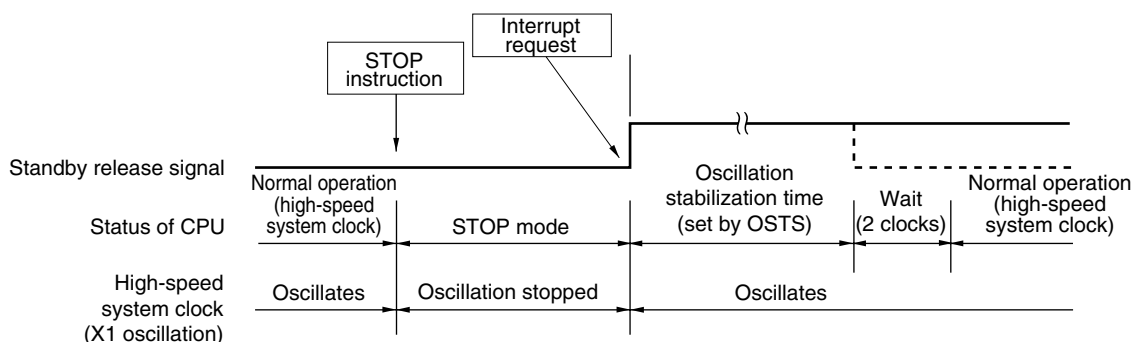 Interrupt
request
STOP
instruction
Standby release signal
Normal operation
(high-speed
system clock)
Oscillation
stabilization time
(set by OSTS)
Wait
(2 clocks)
Normal operation
(high-speed
system clock)
Status of CPU
STOP mode
High-speed
system clock
(X1 oscillation)
Oscillates
Oscillation stopped
Oscillates